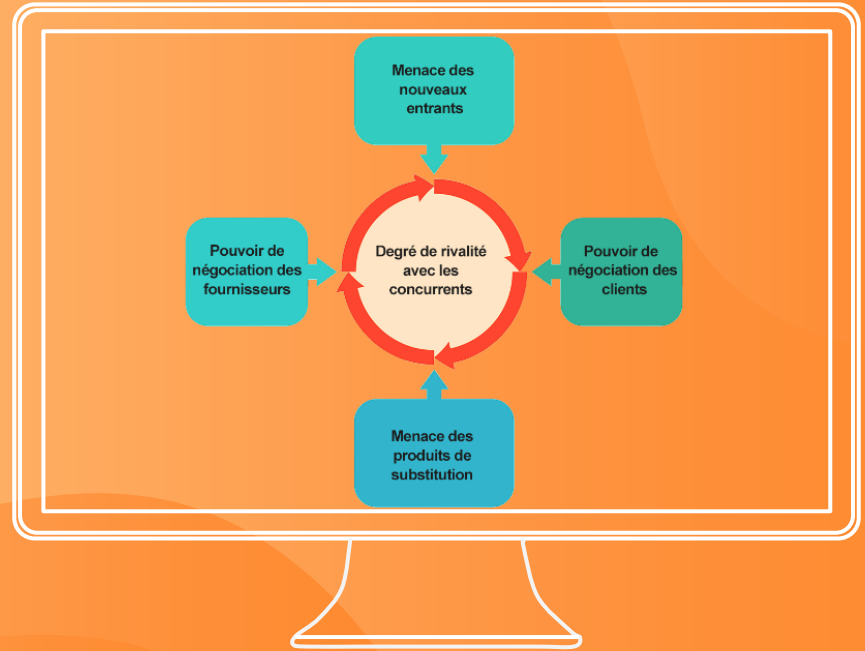 Menace des
nouveaux
entrants
Pouvoir de
négociation des
fournisseurs
Degré de rivalité
avec les
concurrents
Pouvoir de
négociation des
clients
Menace des
produits de
substitution